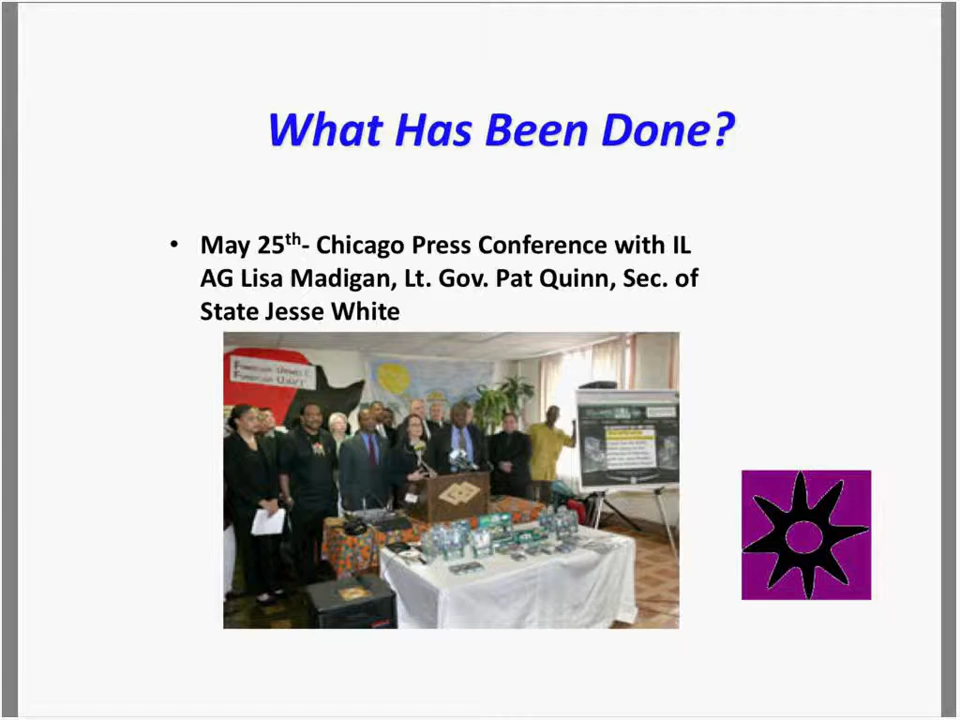 What Has Been Done?
• May 25th- Chicago Press Conference with IL
AG Lisa Madigan, Lt. Gov. Pat Quinn, Sec. of
State Jesse White